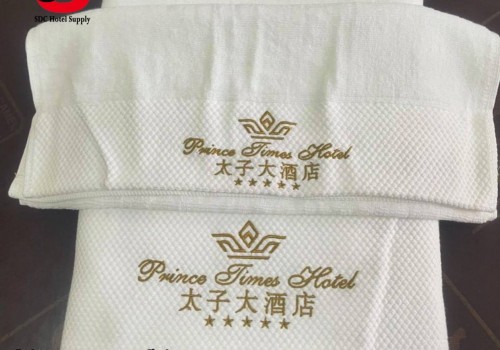 SDC Hotel Supply
Prince Times Hotel
太子大酒店
★★★★★
Prince Times Hotel
太子大酒店
★★★★★